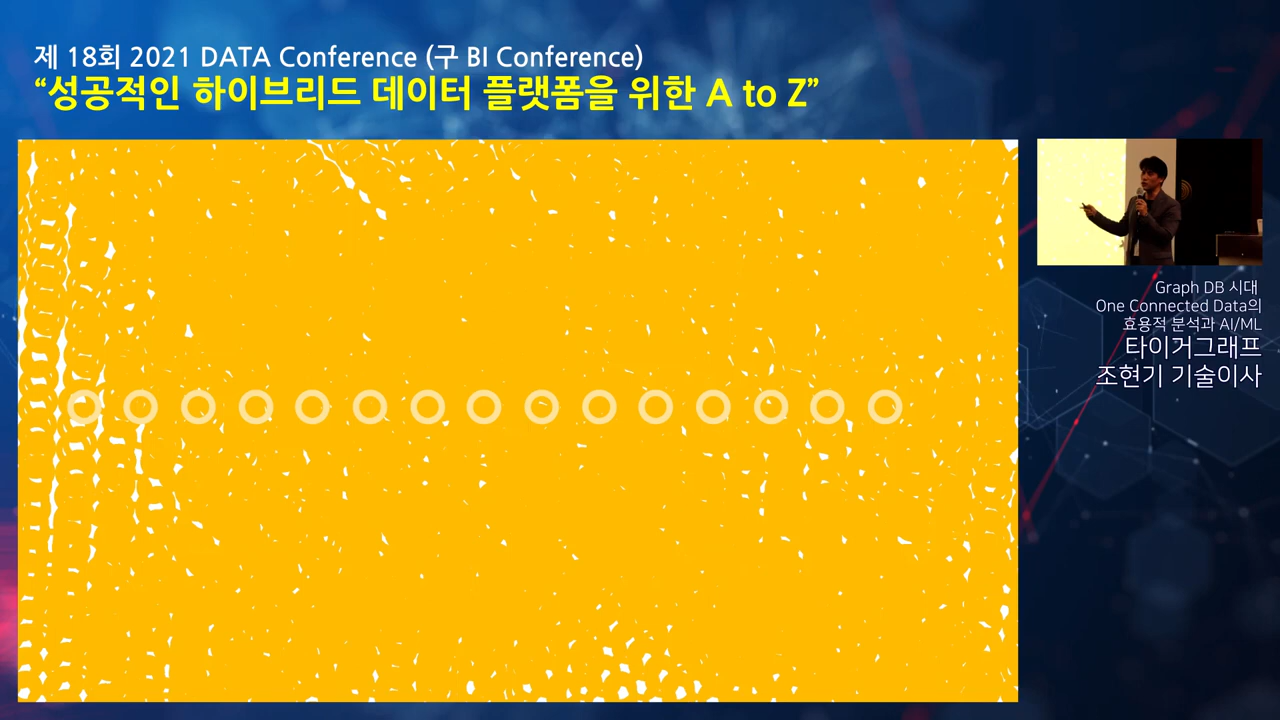 제 18회 2021 DATA Conference (구 BI Conference)
“성공적인 하이브리드 데이터 플랫폼을 위한 A to Z”
Graph DB 시대
One Connected Data의
효용적 분석과 AI/ML
타이커그래프
조현기 기술이사